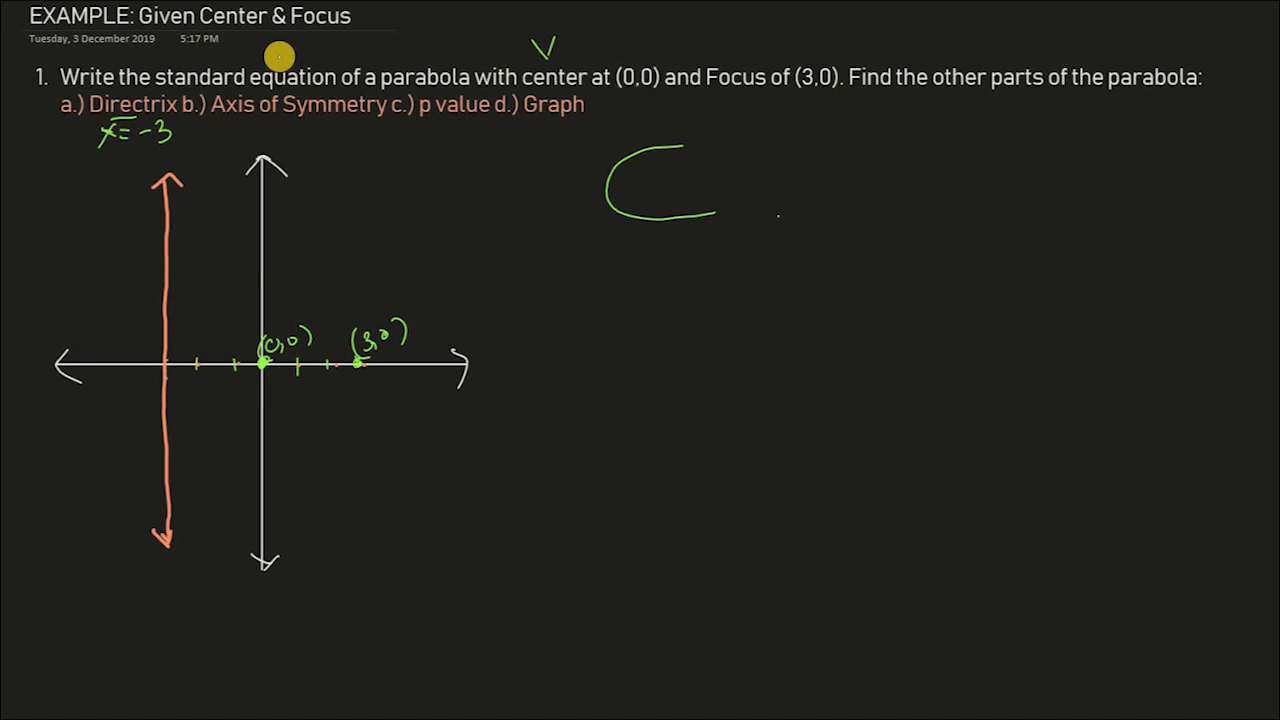 EXAMPLE: Given Center & Focus
Tuesday, 3 December 2019 5:17 PM
V
1. Write the standard equation of a parabola with center at (0,0) and Focus of (3,0). Find the other parts of the parabola:
a.) Directrix b.) Axis of Symmetry c.) p value d.) Graph
x = -3
(0,0) (3,0)